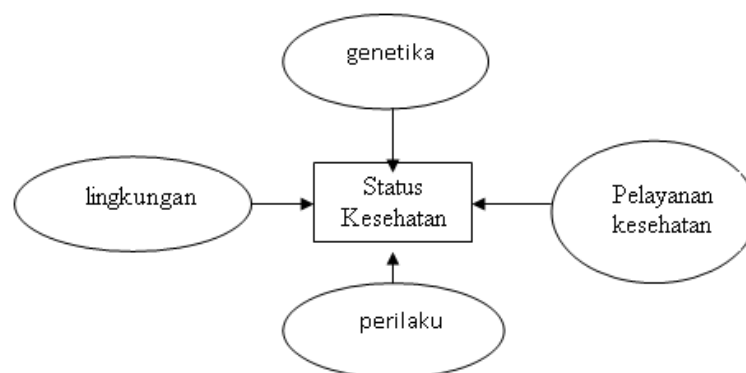 genetika
lingkungan
Status
Kesehatan
Pelayanan
kesehatan
perilaku